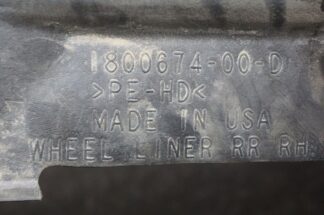 1800674-00-D
>PE-HD<
MADE IN USA
WHEEL LINER RR RH